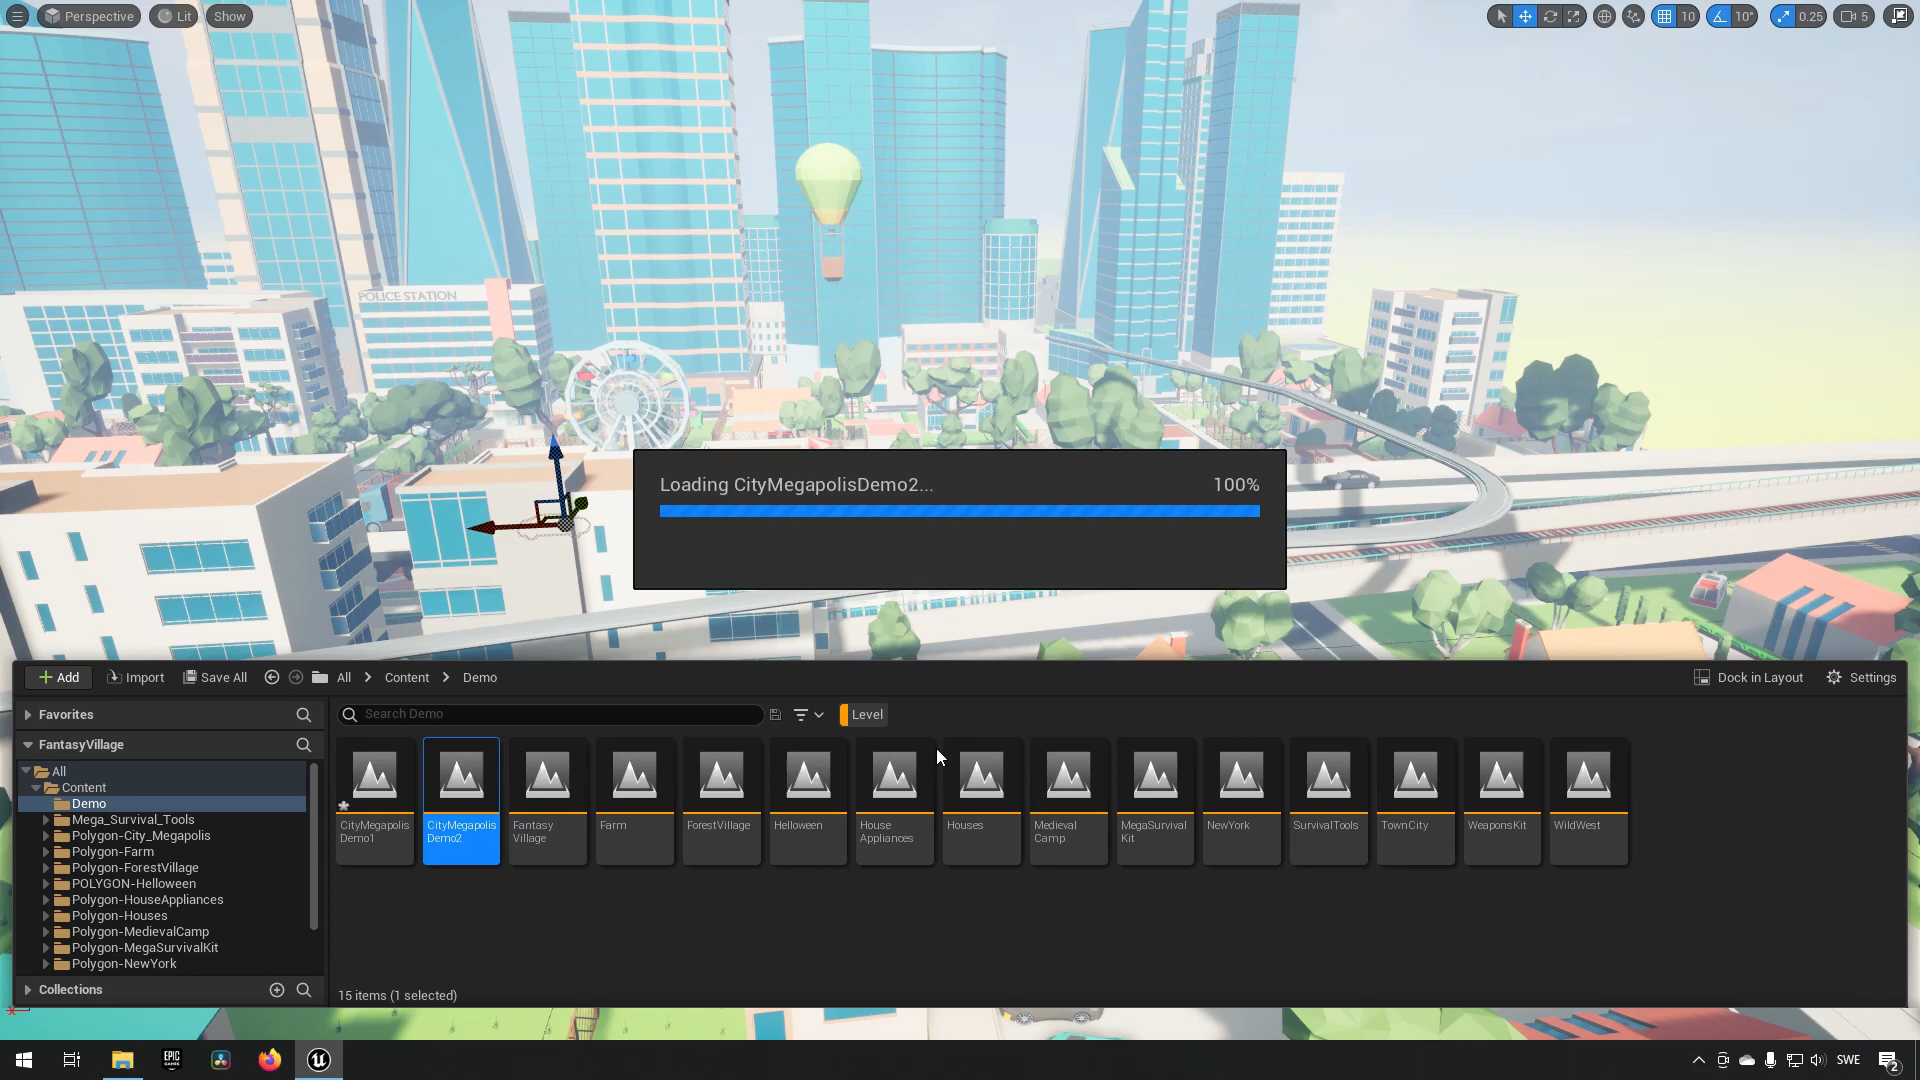 Perspective
Lit
Show
10
10°
0.25
5
POLICE STATION
Loading CityMegapolisDemo2...
100%
Add
Import
Save All
All
Content
Demo
Dock in Layout
Settings
Favorites
Search Demo
Level
FantasyVillage
All
Content
Demo
Mega_Survival_Tools
Polygon-City_Megapolis
Polygon-Farm
Polygon-ForestVillage
POLYGON-Helloween
Polygon-HouseAppliances
Polygon-Houses
Polygon-MedievalCamp
Polygon-MegaSurvivalKit
Polygon-NewYork
Collections
CityMegapolis
Demo1
CityMegapolis
Demo2
Fantasy
Village
Farm
ForestVillage
Helloween
House
Appliances
Houses
Medieval
Camp
MegaSurvival
Kit
NewYork
SurvivalTools
TownCity
WeaponsKit
WildWest
15 items (1 selected)
EPIC
GAMES
SWE
2